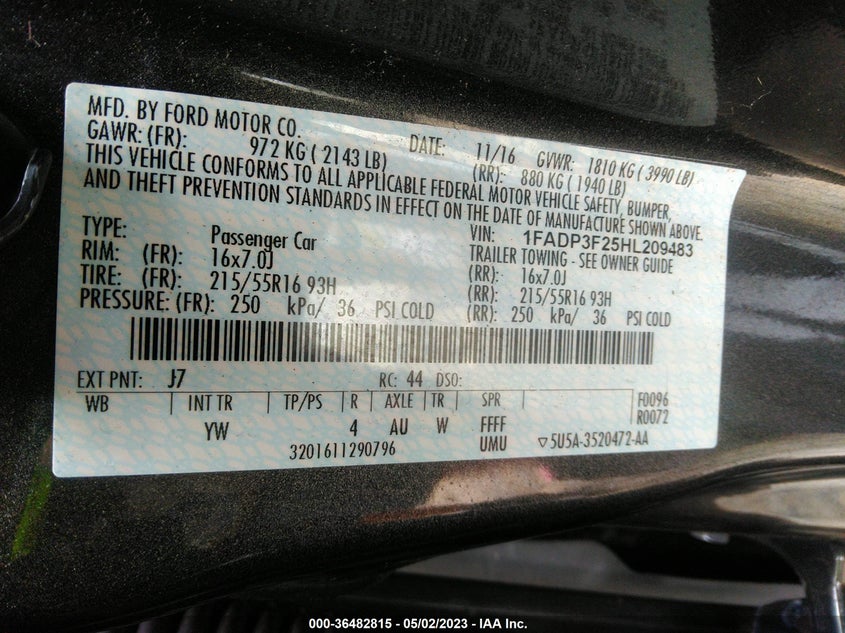 MFD. BY FORD MOTOR CO.
DATE: 11/16 GVWR: 1810 KG ( 3990 LB)
GAWR: (FR): 972 KG ( 2143 LB) (RR): 880 KG ( 1940 LB)
THIS VEHICLE CONFORMS TO ALL APPLICABLE FEDERAL MOTOR VEHICLE SAFETY, BUMPER,
AND THEFT PREVENTION STANDARDS IN EFFECT ON THE DATE OF MANUFACTURE SHOWN ABOVE.
VIN: 1FADP3F25HL209483
TYPE: Passenger Car TRAILER TOWING - SEE OWNER GUIDE
RIM: (FR): 16x7.0J (RR): 16x7.0J
TIRE: (FR): 215/55R16 93H (RR): 215/55R16 93H
PRESSURE: (FR): 250 kPa/ 36 PSI COLD (RR): 250 kPa/ 36 PSI COLD
EXT PNT: J7 RC: 44 DSO:
WB INT TR TP/PS R AXLE TR SPR F0096
R0072
YW 4 AU W FFFF
UMU
3201611290796 ▽5U5A-3520472-AA
000-36482815 - 05/02/2023 - IAA Inc.